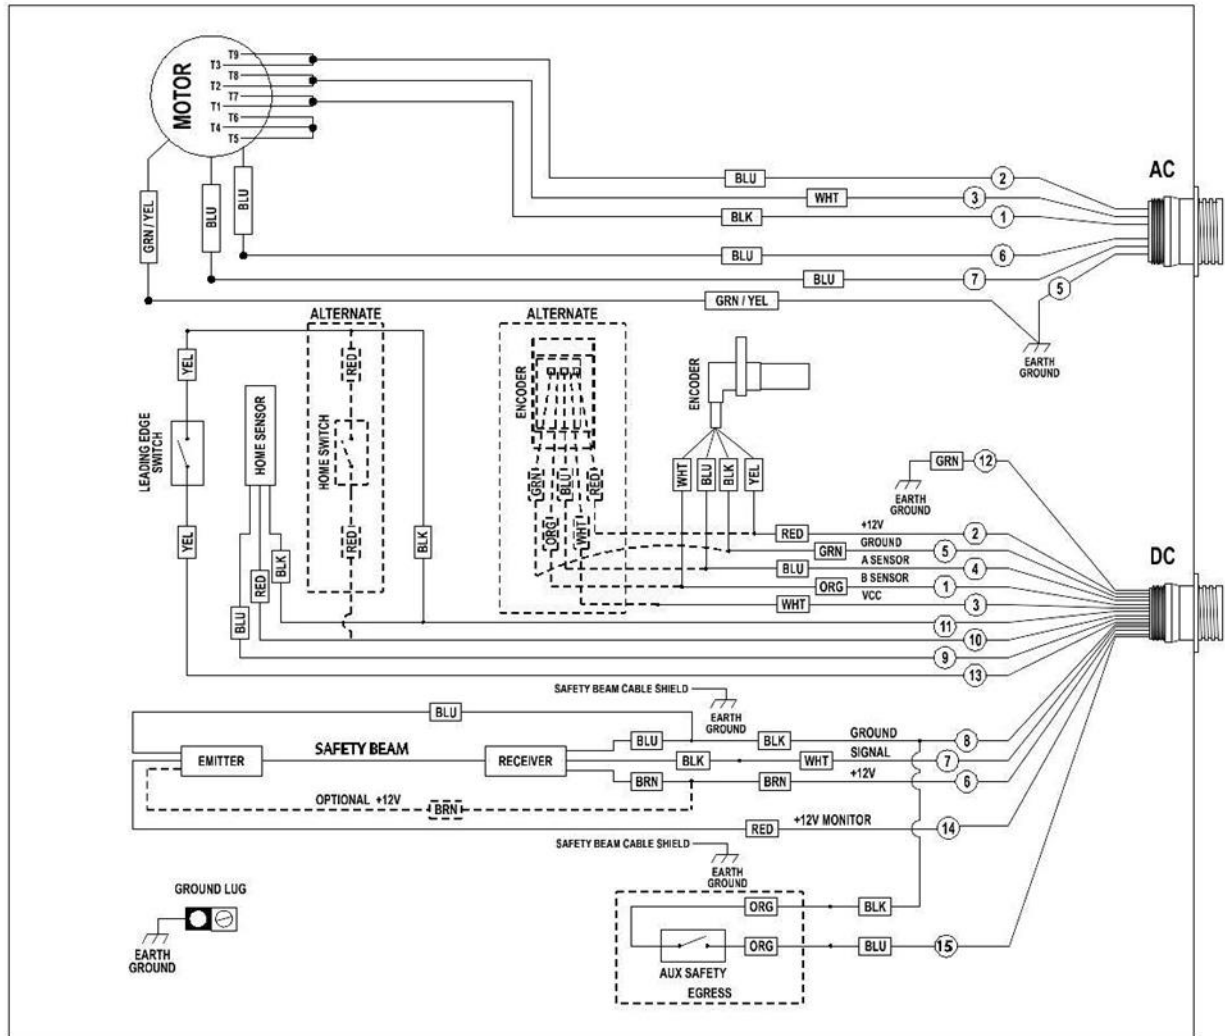 MOTOR
T9
T3
T8
T2
T7
T1
T6
T4
T5
GRN / YEL
BLU
BLU
BLU
2
WHT
3
BLK
1
BLU
6
BLU
7
GRN / YEL
5
EARTH
GROUND
AC
ALTERNATE
YEL
LEADING EDGE
SWITCH
YEL
HOME SENSOR
BLU
RED
BLK
RED
HOME SWITCH
RED
BLK
ALTERNATE
ENCODER
GRN
ORG
BLU
WHT
RED
ENCODER
WHT
BLU
BLK
YEL
GRN
12
EARTH
GROUND
RED
+12V
2
GRN
GROUND
5
BLU
A SENSOR
4
ORG
B SENSOR
1
WHT
VCC
3
11
10
9
13
DC
SAFETY BEAM CABLE SHIELD
EARTH
GROUND
BLU
EMITTER
SAFETY BEAM
RECEIVER
BLU
BLK
GROUND
8
BLK
WHT
SIGNAL
7
BRN
BRN
+12V
6
OPTIONAL +12V
BRN
RED
+12V MONITOR
14
SAFETY BEAM CABLE SHIELD
EARTH
GROUND
GROUND LUG
EARTH
GROUND
ORG
BLK
ORG
BLU
15
AUX SAFETY
EGRESS